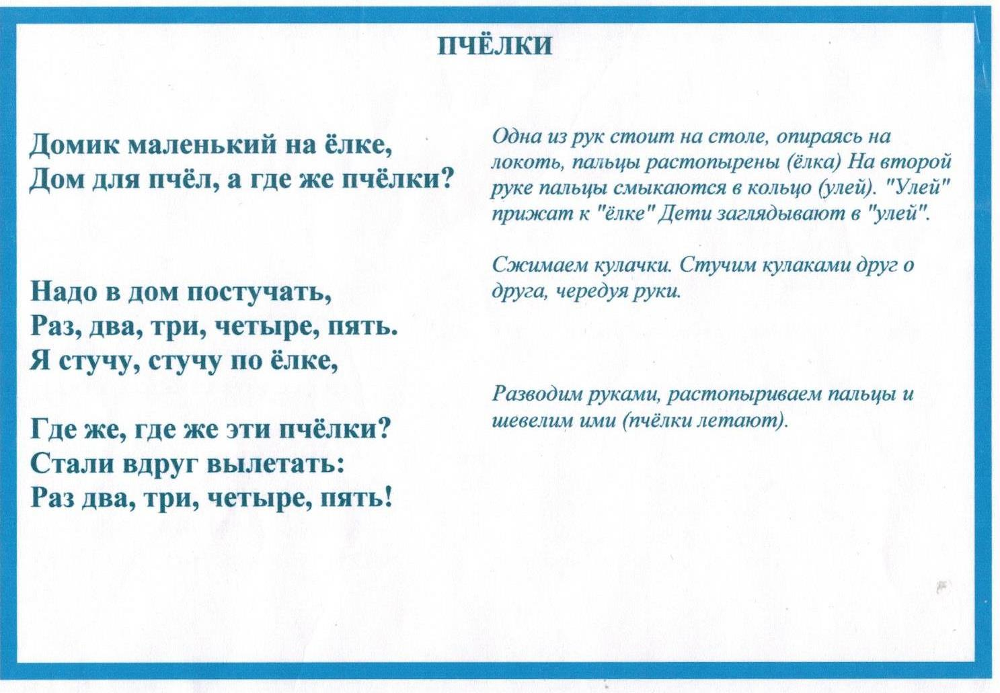 ПЧЁЛКИ
Домик маленький на ёлке,
Дом для пчёл, а где же пчёлки?
Надо в дом постучать,
Раз, два, три, четыре, пять.
Я стучу, стучу по ёлке,
Где же, где же эти пчёлки?
Стали вдруг вылетать:
Раз два, три, четыре, пять!
Одна из рук стоит на столе, опираясь на
локоть, пальцы растопырены (ёлка) На второй
руке пальцы смыкаются в кольцо (улей). "Улей"
прижат к "ёлке" Дети заглядывают в "улей".
Сжимаем кулачки. Стучим кулаками друг о
друга, чередуя руки.
Разводим руками, растопыриваем пальцы и
шевелим ими (пчёлки летают).